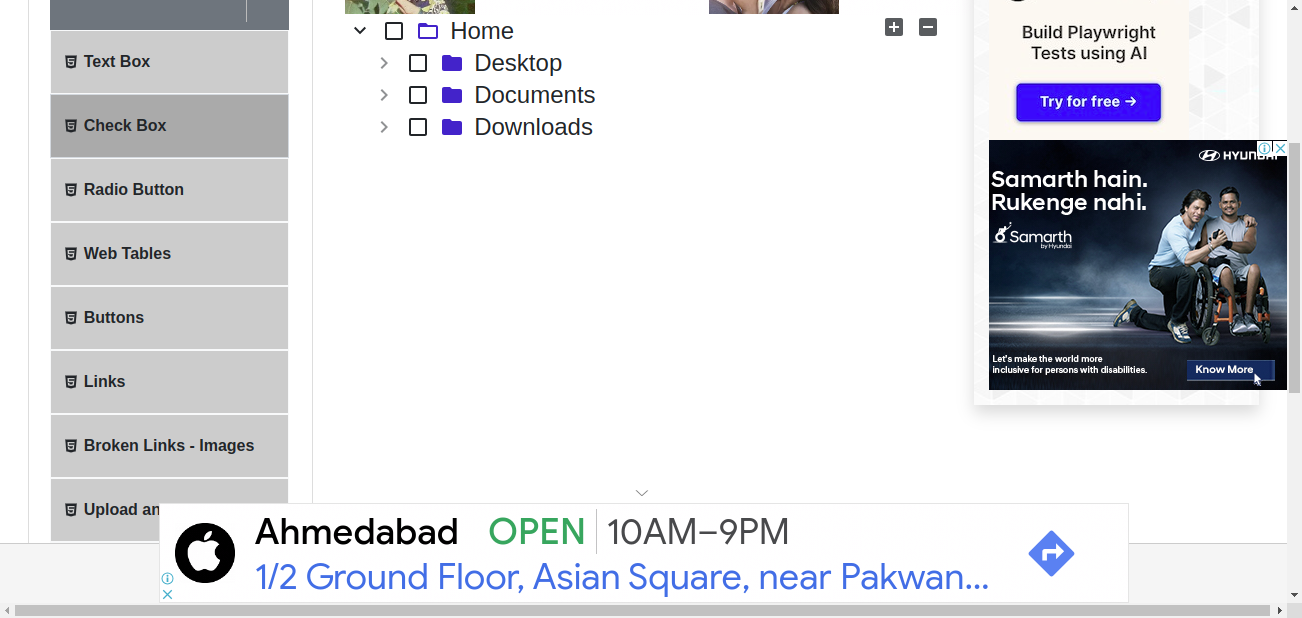 Text Box
Check Box
Radio Button
Web Tables
Buttons
Links
Broken Links - Images
Upload an
Home
Desktop
Documents
Downloads
Build Playwright
Tests using AI
Try for free →
HYUNDAI
Samarth hain.
Rukenge nahi.
Samarth
by Hyundai
Let's make the world more
inclusive for persons with disabilities.
Know More
Ahmedabad OPEN 10AM–9PM
1/2 Ground Floor, Asian Square, near Pakwan...